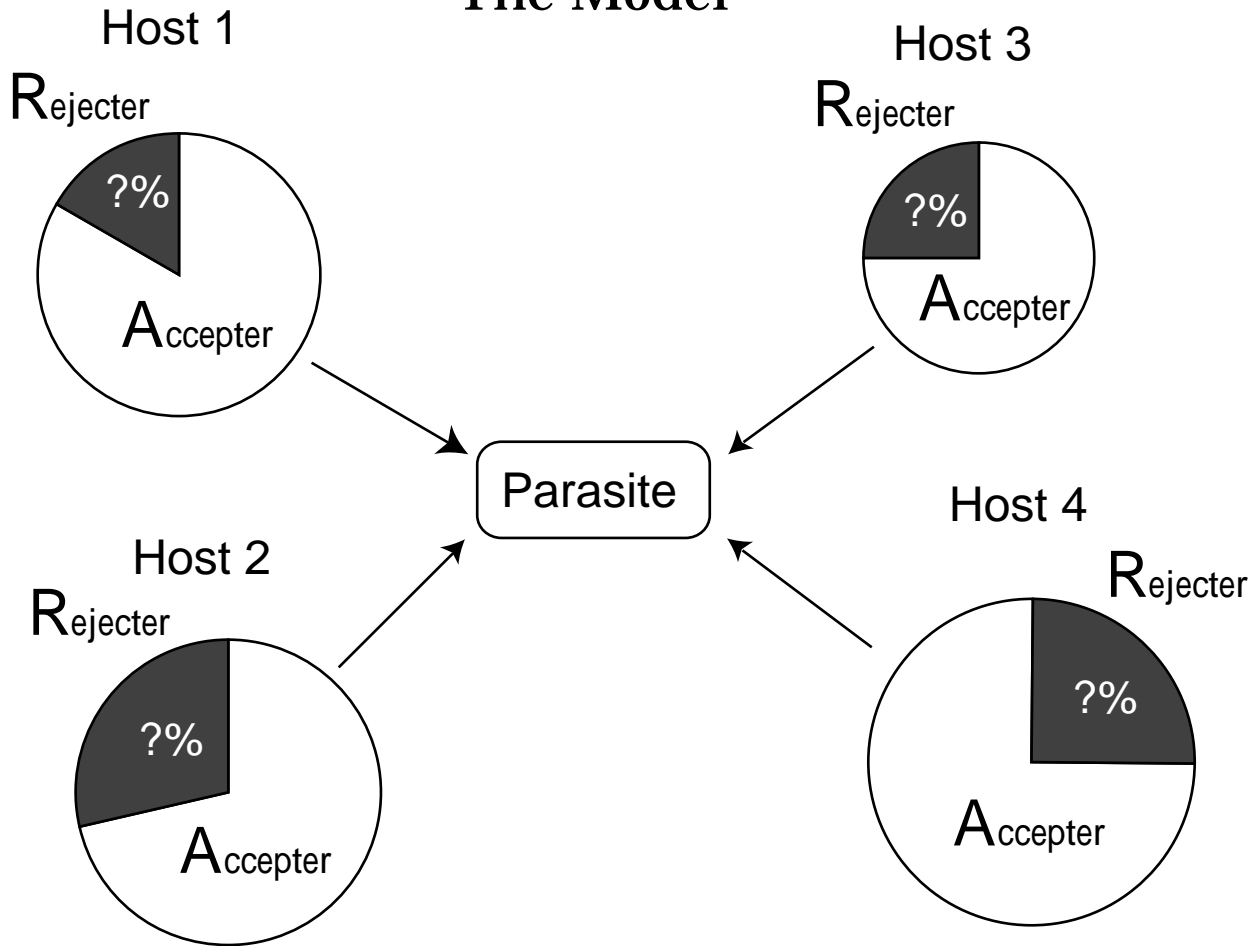 The Model
Host 1
Rejecter
?%
Accepter
Host 3
Rejecter
?%
Accepter
Parasite
Host 2
Rejecter
?%
Accepter
Host 4
Rejecter
?%
Accepter